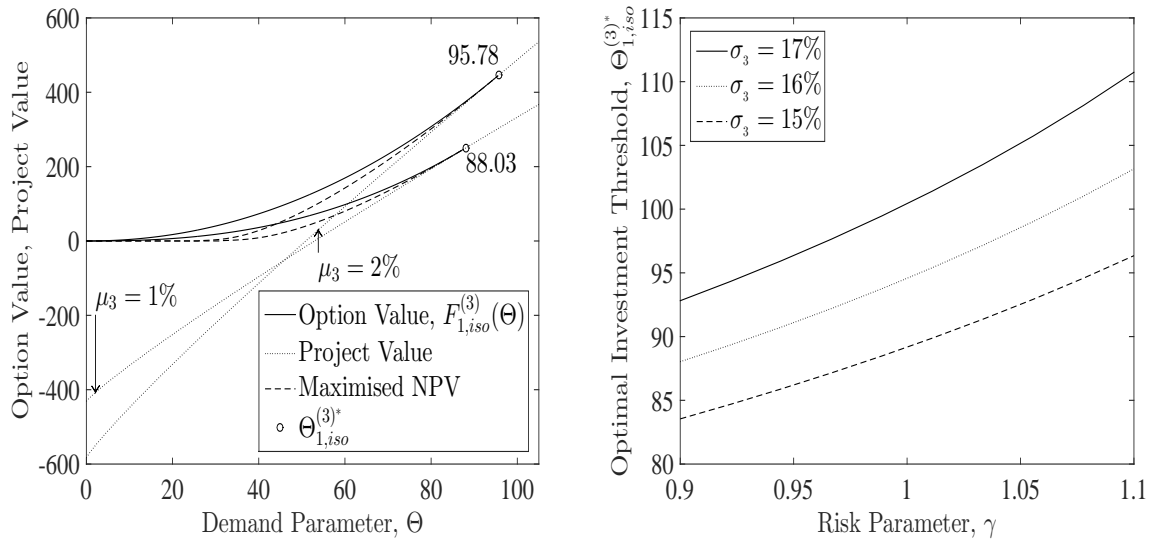 Option Value, Project Value
600
400
200
0
-200
-400
-600
0
20
40
60
80
100
Demand Parameter, Θ
95.78
88.03
μ₃ = 2%
μ₃ = 1%
Option Value, F_{1,iso}^{(3)}(Θ)
Project Value
Maximised NPV
Θ_{1,iso}^{(3)*}
Optimal Investment Threshold, Θ_{1,iso}^{(3)*}
115
110
105
100
95
90
85
80
0.9
0.95
1
1.05
1.1
Risk Parameter, γ
σ₃ = 17%
σ₃ = 16%
σ₃ = 15%